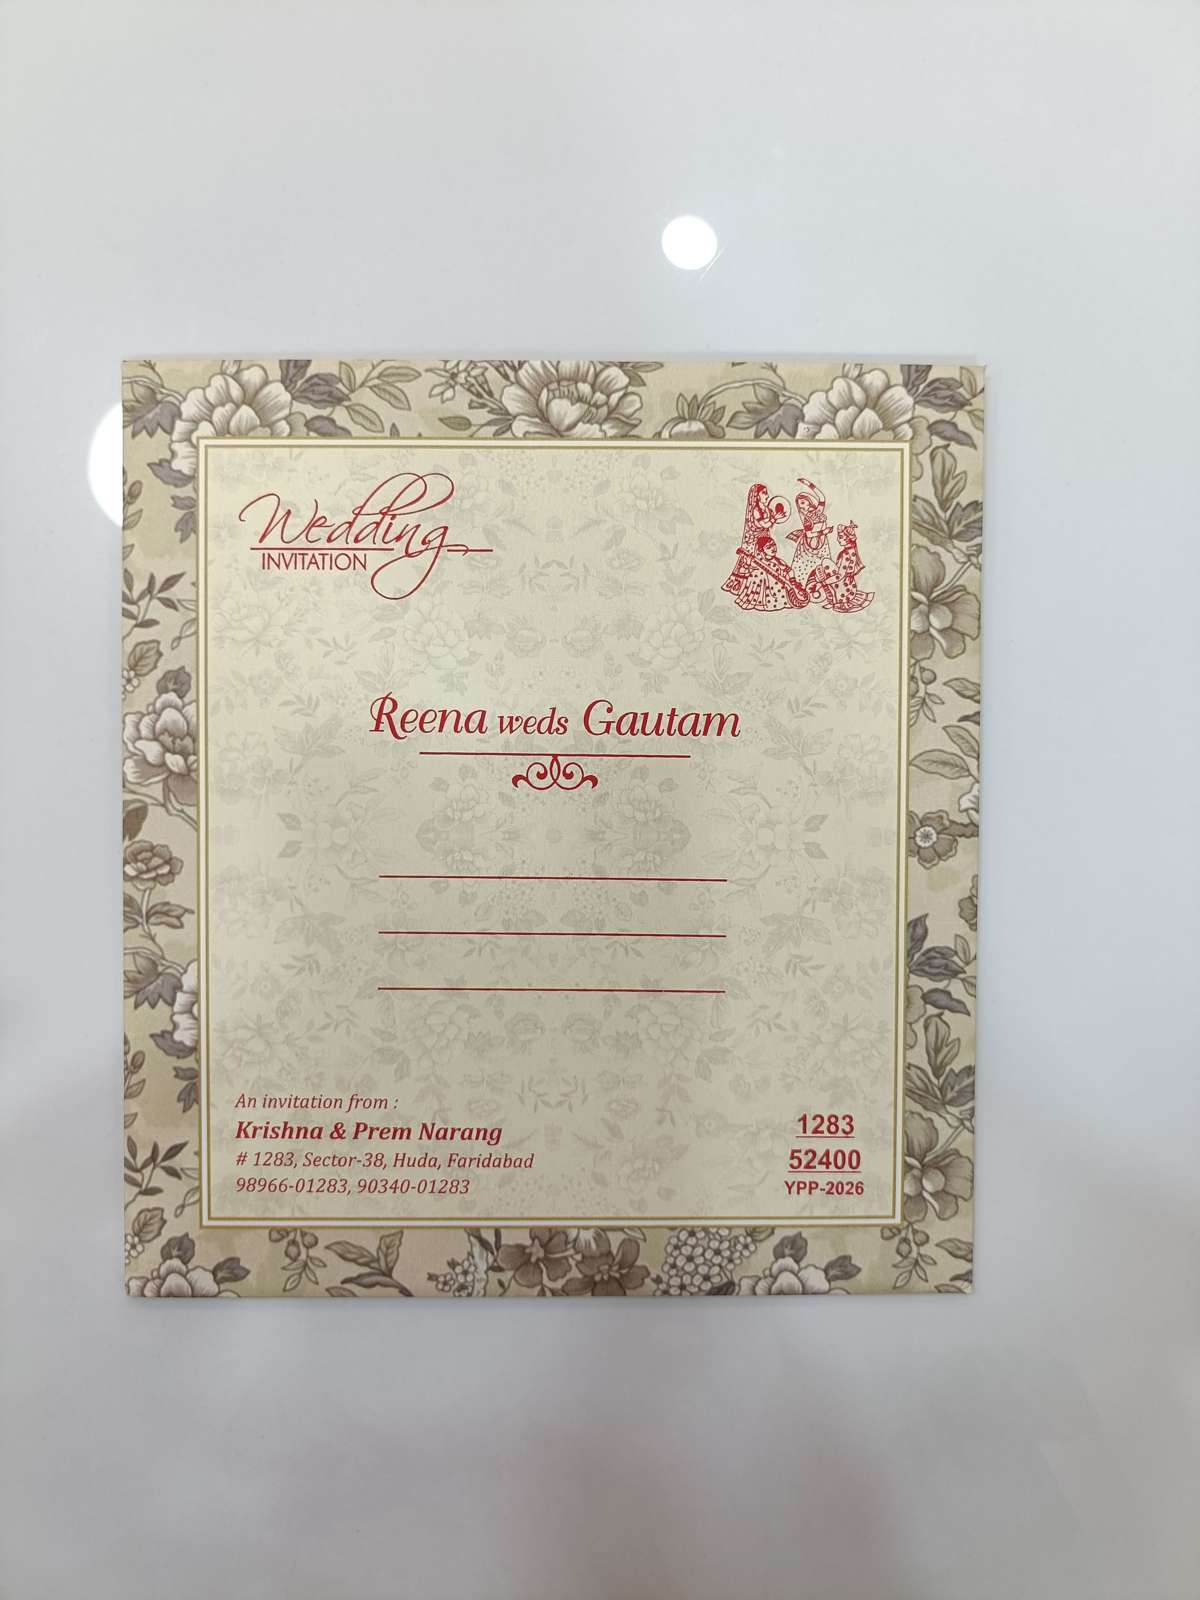 Wedding
INVITATION
Reena weds Gautam
An invitation from :
Krishna & Prem Narang
# 1283, Sector-38, Huda, Faridabad
98966-01283, 90340-01283
1283
52400
YPP-2026